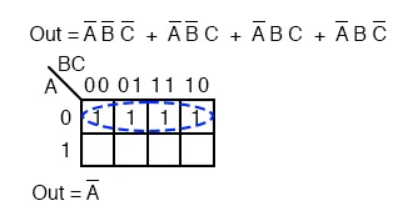 Out = A̅ B̅ C̅ + A̅ B̅ C + A̅ B C + A̅ B C̅
BC
A 00 01 11 10
0 1 1 1 1
1
Out = A̅